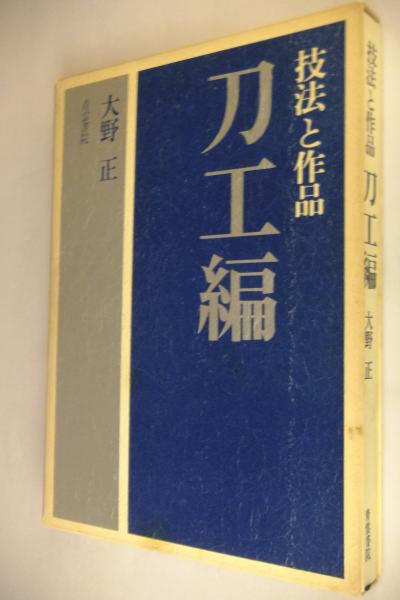 技法と作品
刀工編
大野 正
技法と作品 刀工編 大野 正